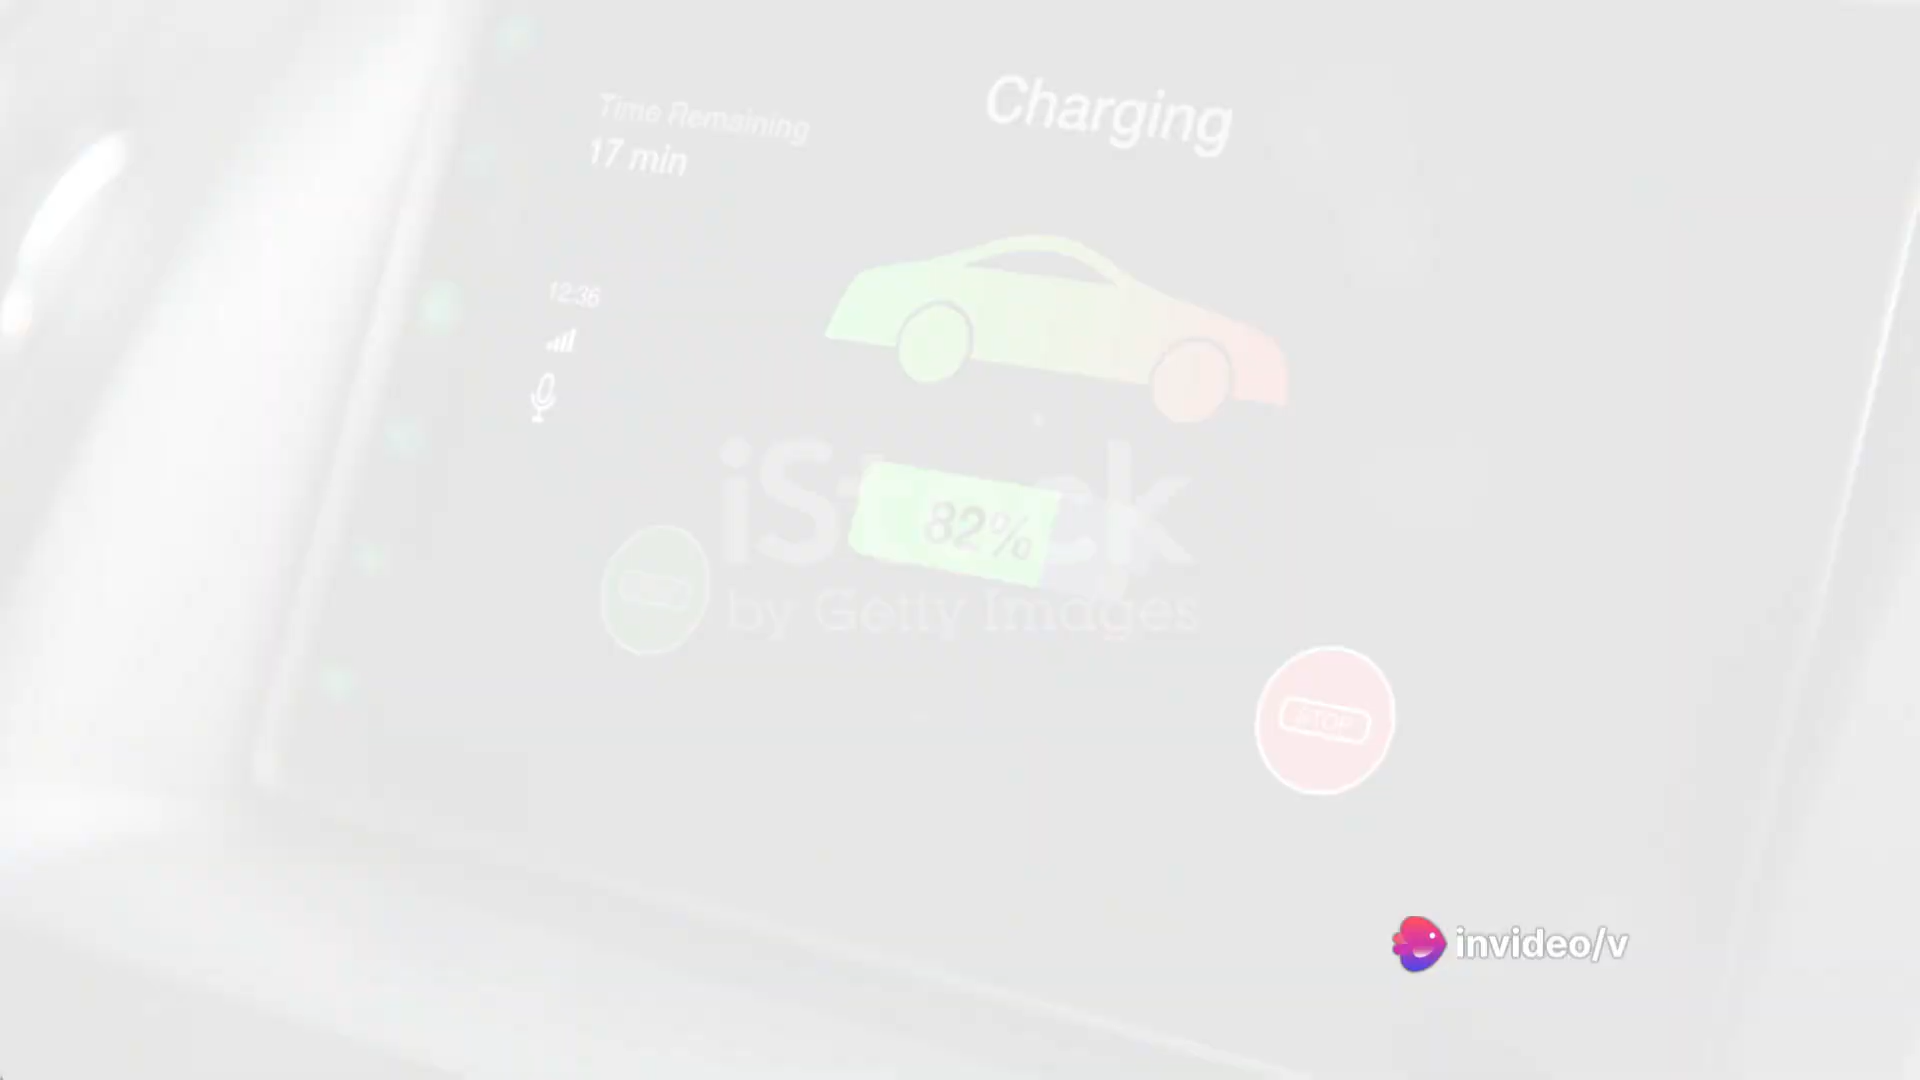 Charging
Time Remaining
17 min
12:36
82%
iStock
by Getty Images
STOP
invideo/v